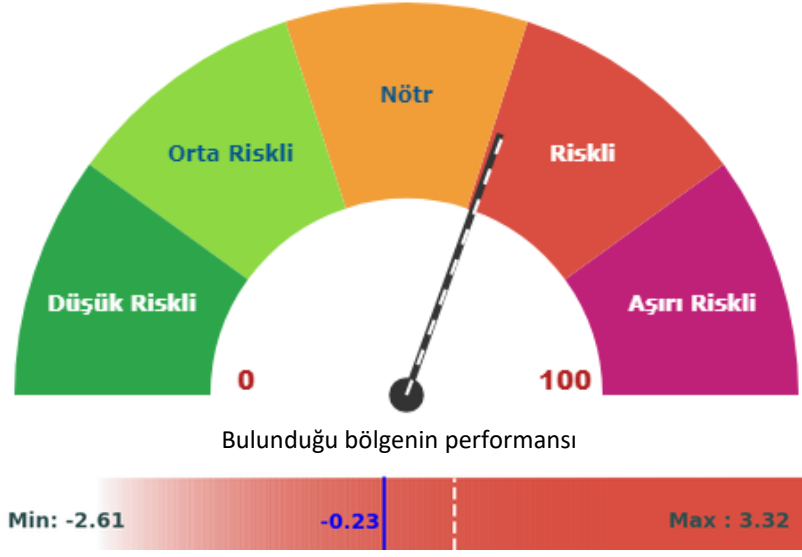 Nötr
Orta Riskli
Riskli
Düşük Riskli
Aşırı Riskli
0
100
Bulunduğu bölgenin performansı
Min: -2.61
-0.23
Max : 3.32